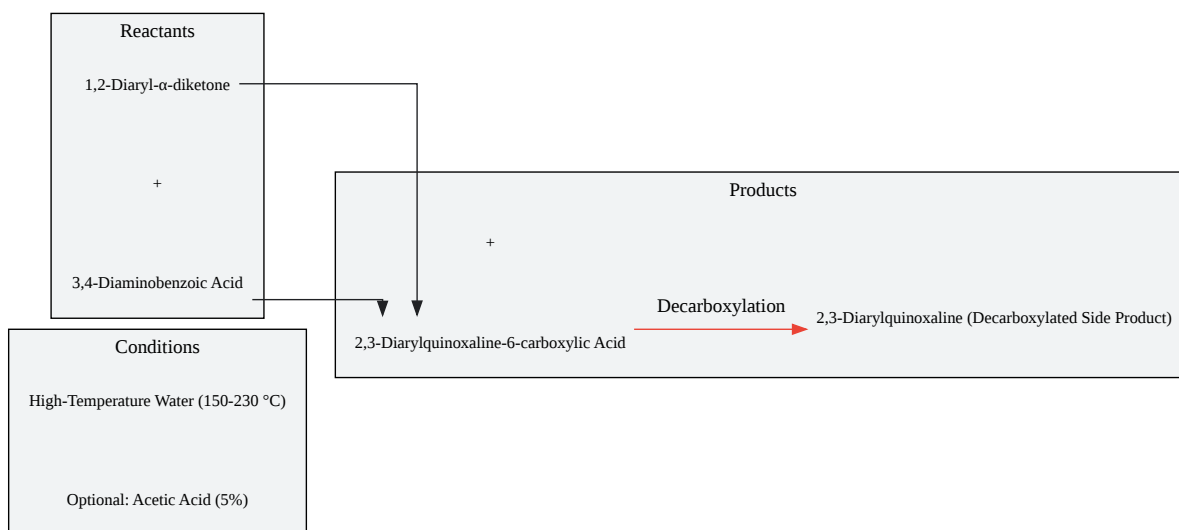 Reactants
1,2-Diaryl-α-diketone
+
3,4-Diaminobenzoic Acid
Conditions
High-Temperature Water (150-230 °C)
Optional: Acetic Acid (5%)
Products
+
Decarboxylation
2,3-Diarylquinoxaline-6-carboxylic Acid
2,3-Diarylquinoxaline (Decarboxylated Side Product)